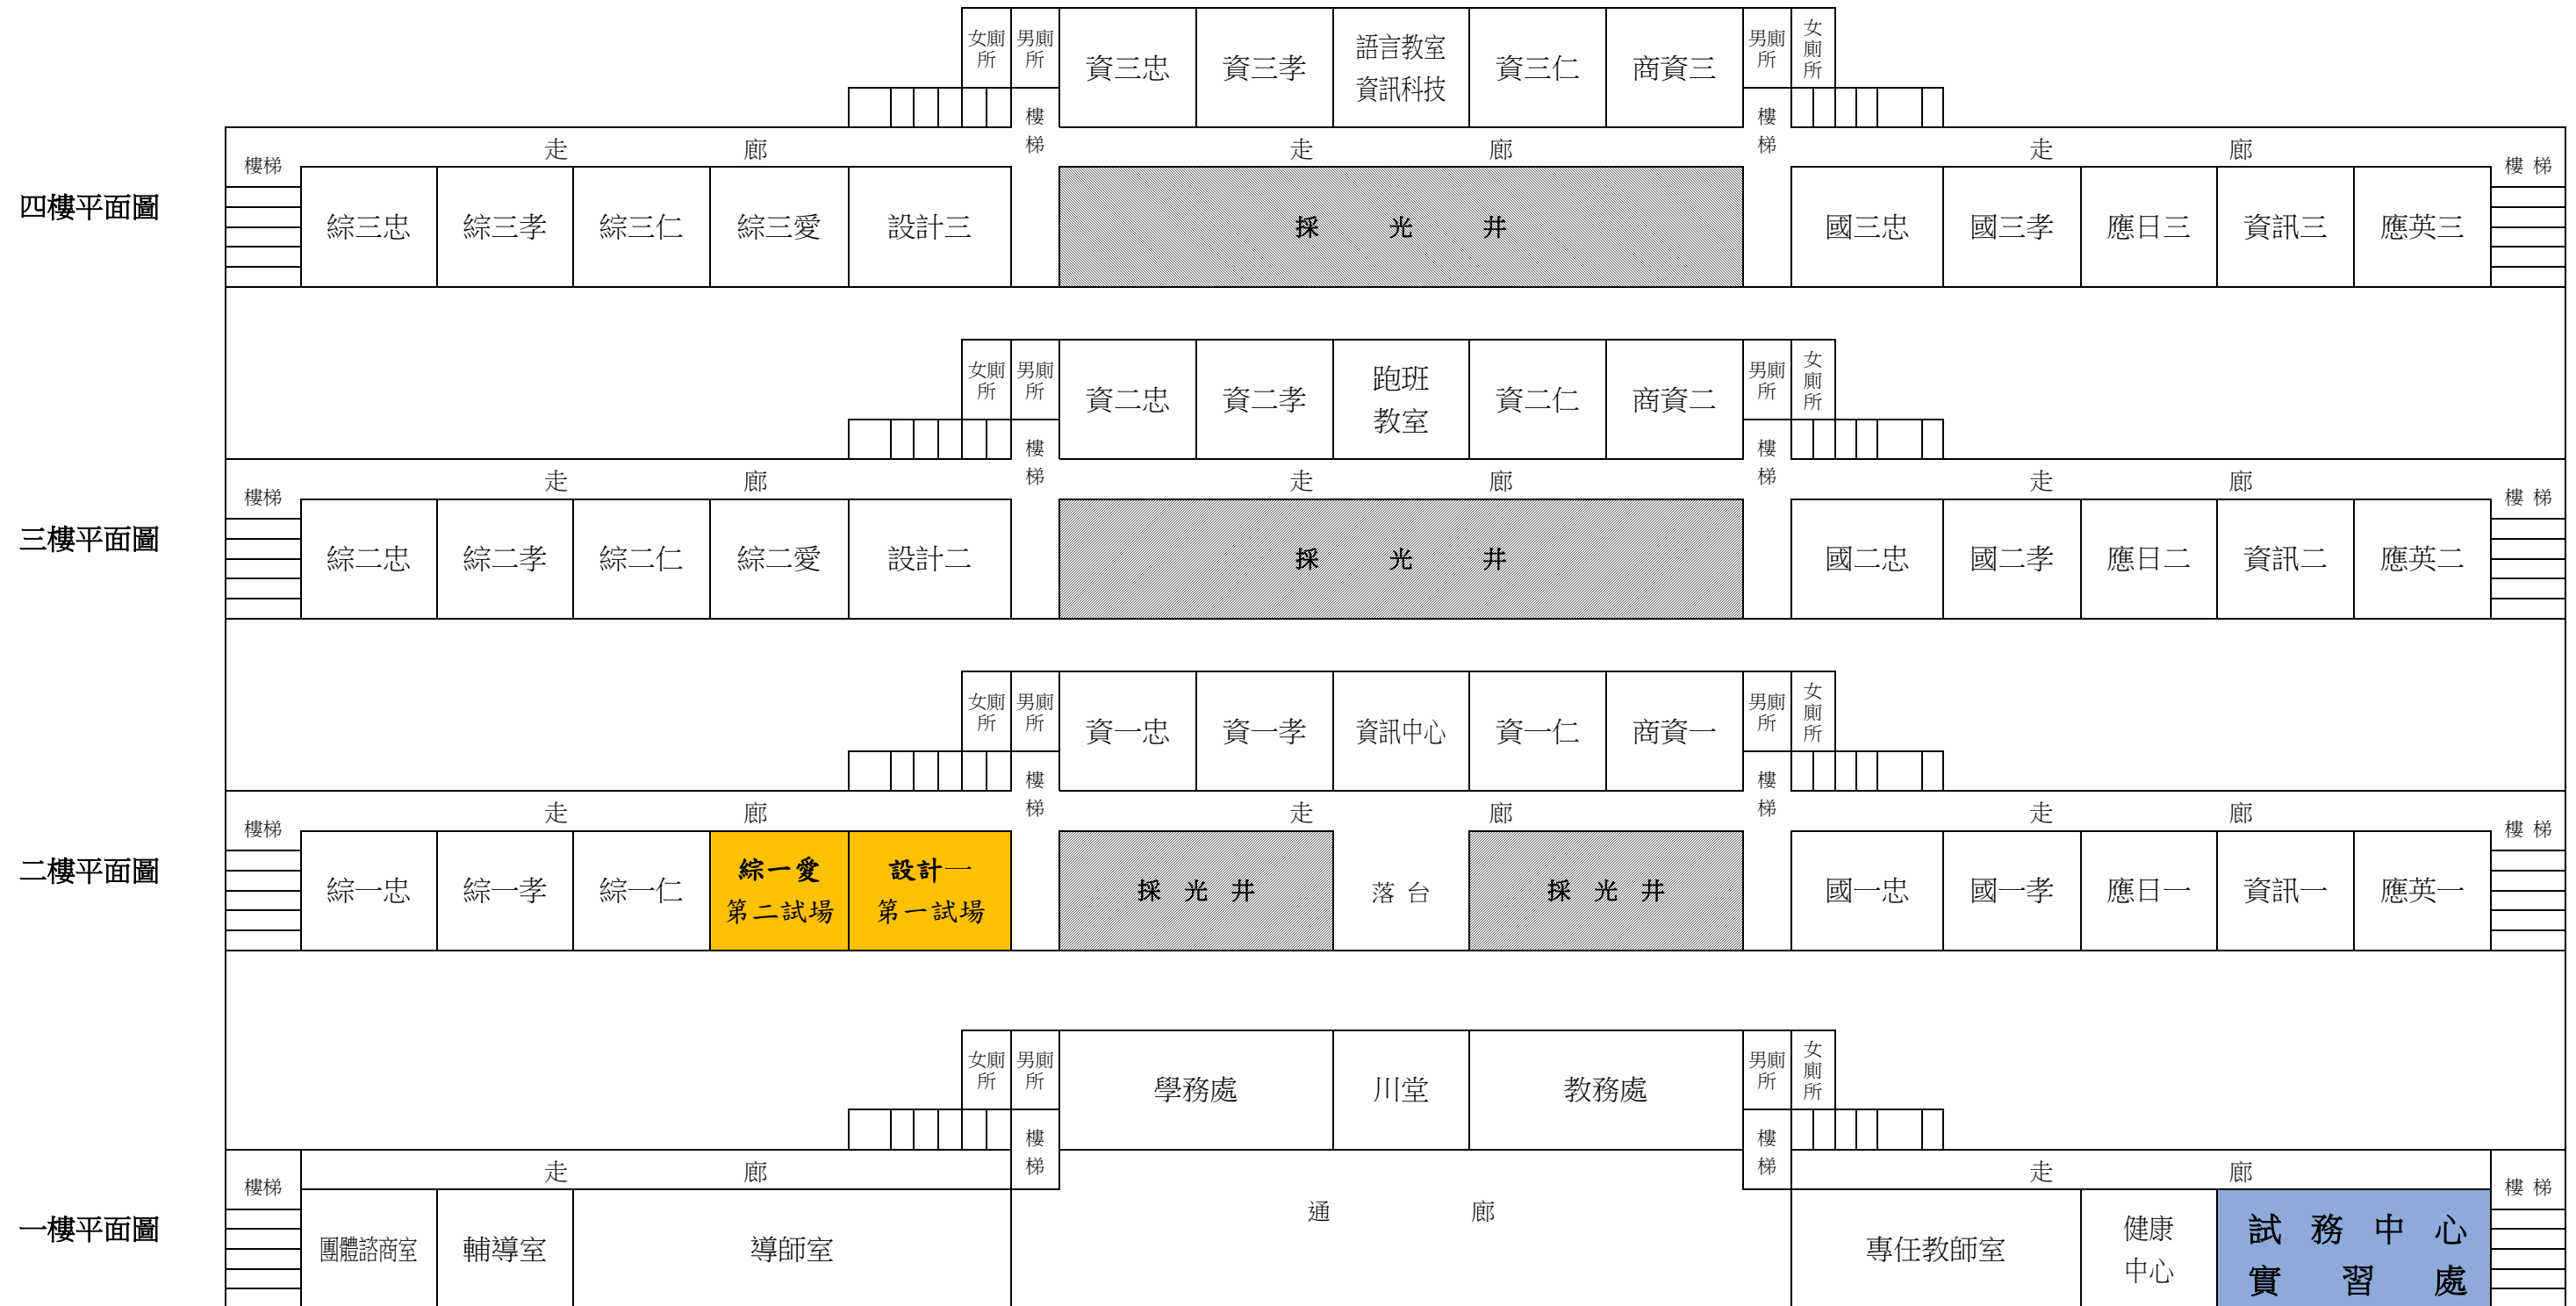 女廁所 男廁所 資三忠 資三孝 語言教室 資訊科技 資三仁 商資三 男廁所 女廁所
樓梯 樓梯
走廊 走廊 走廊
四樓平面圖
樓梯 綜三忠 綜三孝 綜三仁 綜三愛 設計三 採光井 國三忠 國三孝 應日三 資訊三 應英三 樓梯
女廁所 男廁所 資二忠 資二孝 跑班教室 資二仁 商資二 男廁所 女廁所
樓梯 樓梯
走廊 走廊 走廊
三樓平面圖
樓梯 綜二忠 綜二孝 綜二仁 綜二愛 設計二 採光井 國二忠 國二孝 應日二 資訊二 應英二 樓梯
女廁所 男廁所 資一忠 資一孝 資訊中心 資一仁 商資一 男廁所 女廁所
樓梯 樓梯
走廊 走廊 走廊
二樓平面圖
樓梯 綜一忠 綜一孝 綜一仁 綜一愛 第二試場 設計一 第一試場 採光井 落台 採光井 國一忠 國一孝 應日一 資訊一 應英一 樓梯
女廁所 男廁所 學務處 川堂 教務處 男廁所 女廁所
樓梯 樓梯
走廊 通廊 走廊
一樓平面圖
樓梯 團體諮商室 輔導室 導師室 專任教師室 健康中心 試務中心 實習處 樓梯